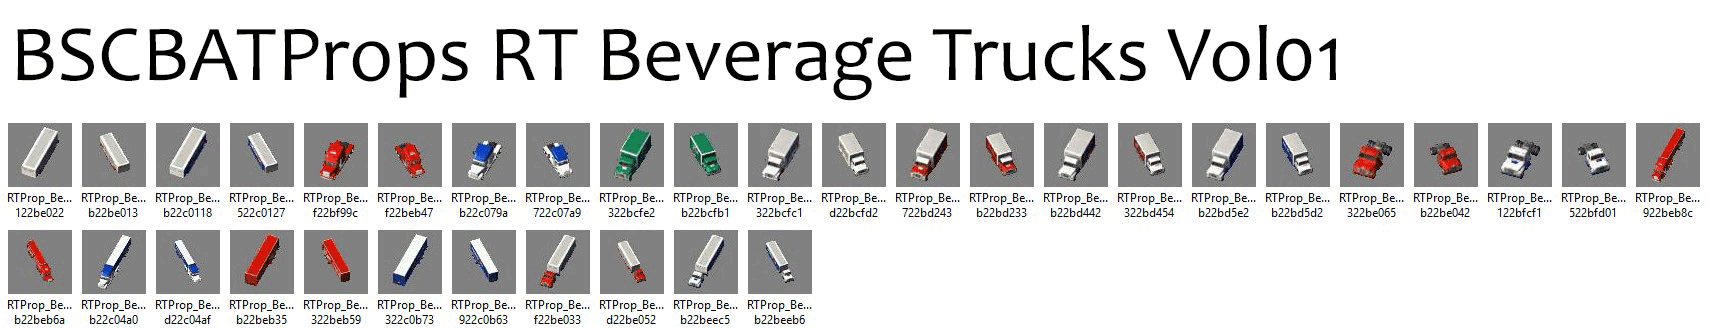 BSCBATProps RT Beverage Trucks Vol01
RTProp_Be... RTProp_Be... RTProp_Be... RTProp_Be... RTProp_Be... RTProp_Be... RTProp_Be... RTProp_Be... RTProp_Be... RTProp_Be... RTProp_Be... RTProp_Be... RTProp_Be... RTProp_Be... RTProp_Be... RTProp_Be... RTProp_Be... RTProp_Be... RTProp_Be... RTProp_Be... RTProp_Be... RTProp_Be... RTProp_Be...
122be022 b22be013 b22c0118 522c0127 f22bf99c f22beb47 b22c079a 722c07a9 322bcfe2 b22bcfb1 322bcfc1 d22bcfd2 722bd243 b22bd233 b22bd442 322bd454 b22bd5e2 b22bd5d2 322be065 b22be042 122bfcf1 522bfd01 922beb8c
RTProp_Be... RTProp_Be... RTProp_Be... RTProp_Be... RTProp_Be... RTProp_Be... RTProp_Be... RTProp_Be... RTProp_Be... RTProp_Be... RTProp_Be...
b22beb6a b22c04a0 d22c04af b22beb35 322beb59 322c0b73 922c0b63 f22be033 d22be052 b22beec5 b22beeb6